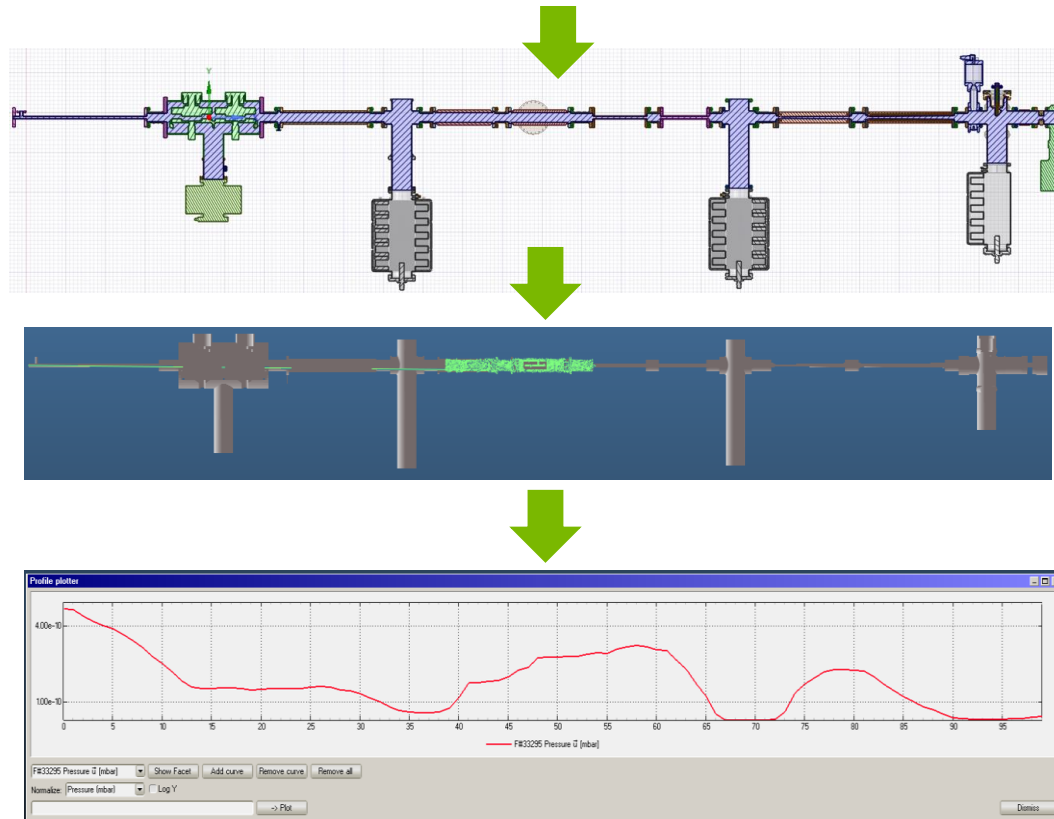 Y
Profile plotter
4.00e-10
1.00e-10
0 5 10 15 20 25 30 35 40 45 50 55 60 65 70 75 80 85 90 95
F#33295 Pressure ū [mbar]
F#33295 Pressure ū [mbar] Show Facet Add curve Remove curve Remove all
Normalize: Pressure (mbar) Log Y
-> Plot Dismiss